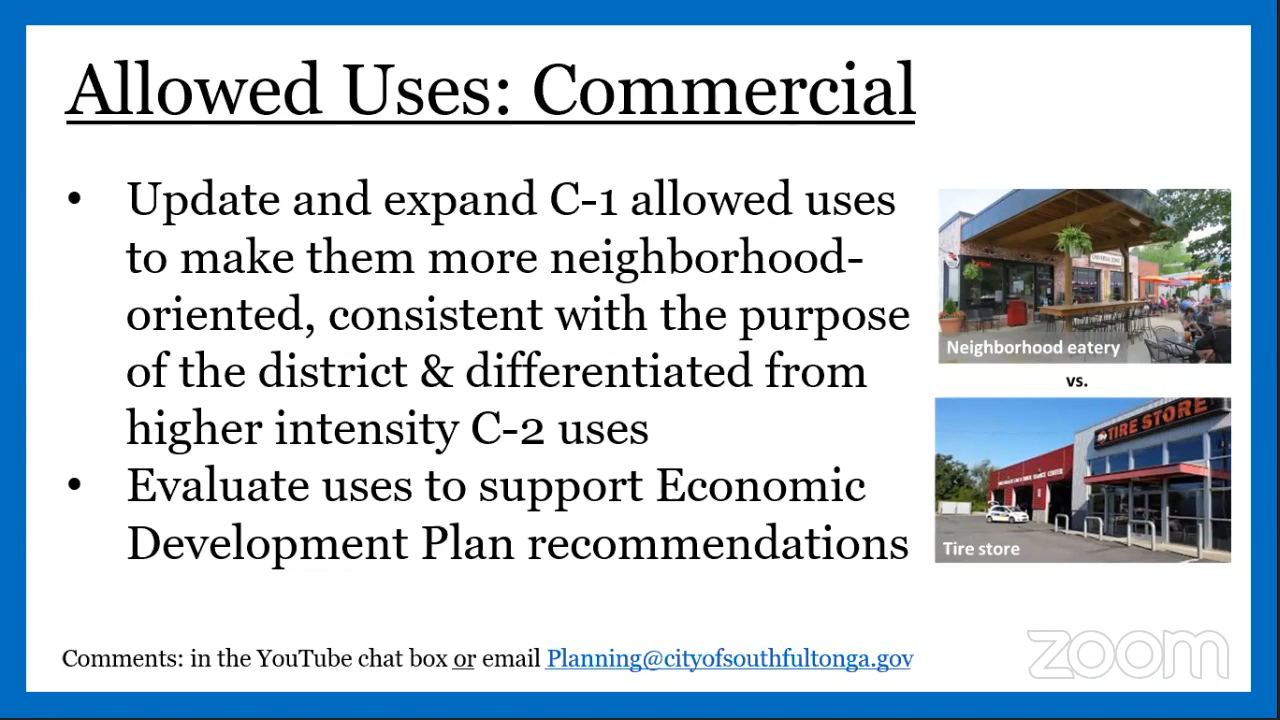 Allowed Uses: Commercial
• Update and expand C-1 allowed uses
to make them more neighborhood-
oriented, consistent with the purpose
of the district & differentiated from
higher intensity C-2 uses
• Evaluate uses to support Economic
Development Plan recommendations
Neighborhood eatery
vs.
TIRE STORE
Tire store
Comments: in the YouTube chat box or email Planning@cityofsouthfultonga.gov
zoom